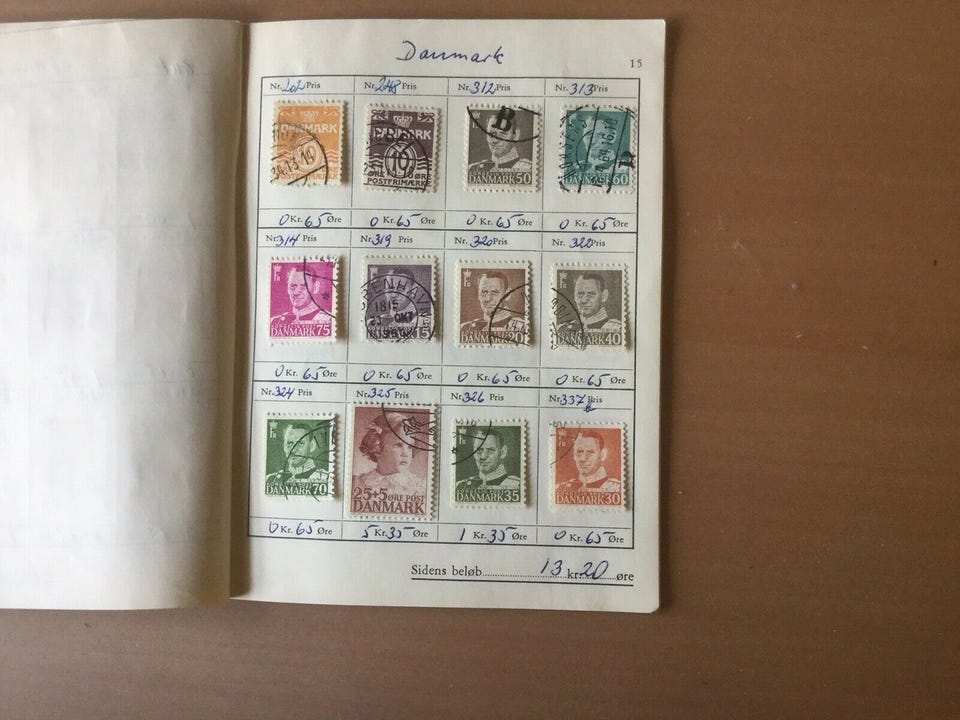 Danmark
15
Nr. 202 Pris Nr. 248 Pris Nr. 312 Pris Nr. 313 Pris
DANMARK DANMARK B.
10 50 60
POSTFRIMÆRKE POSTFRIMÆRKE DANMARK DANMARK
0 Kr. 65 Øre 0 Kr. 65 Øre 0 Kr. 65 Øre 0 Kr. 65 Øre
Nr. 314 Pris Nr. 319 Pris Nr. 320 Pris Nr. 322 Pris
DANMARK 75 15 DANMARK 20 DANMARK 40
0 Kr. 65 Øre 0 Kr. 65 Øre 0 Kr. 65 Øre 0 Kr. 65 Øre
Nr. 324 Pris Nr. 325 Pris Nr. 326 Pris Nr. 337 Pris
DANMARK 70 25+5 ØRE POST DANMARK 35 DANMARK 30
DANMARK
0 Kr. 65 Øre 5 Kr. 35 Øre 1 Kr. 35 Øre 0 Kr. 65 Øre
Sidens beløb 13 kr. 20 øre